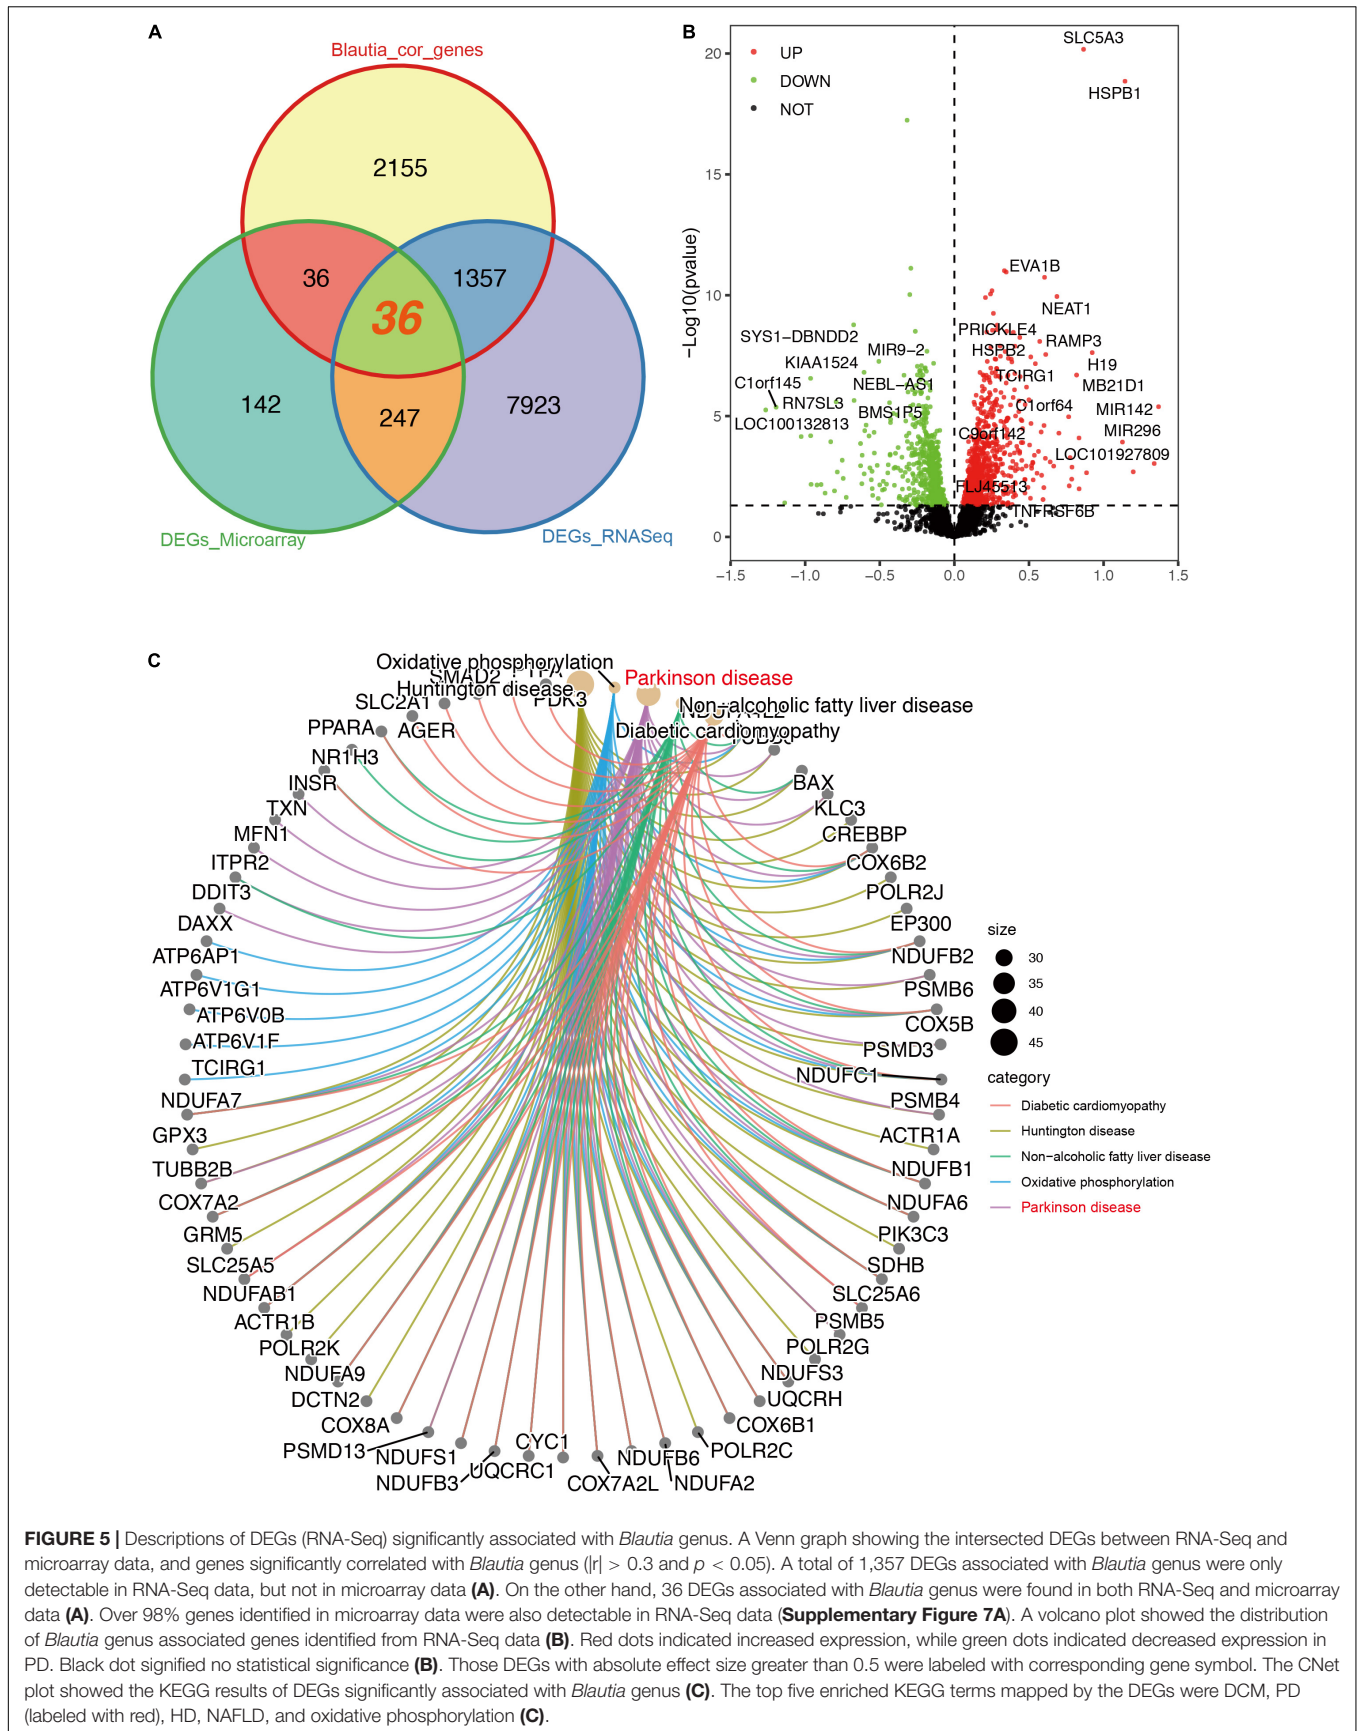 A
Blautia_cor_genes
2155
36
1357
36
142
247
7923
DEGs_Microarray
DEGs_RNASeq
B
UP
DOWN
NOT
−Log10(pvalue)
20
15
10
5
0
−1.5
−1.0
−0.5
0.0
0.5
1.0
1.5
SLC5A3
HSPB1
EVA1B
NEAT1
PRICKLE4
SYS1−DBNDD2
RAMP3
MIR9−2
HSPB2
KIAA1524
H19
TCIRG1
C1orf145
NEBL−AS1
MB21D1
RN7SL3
C1orf64
MIR142
BMS1P5
LOC100132813
MIR296
C9orf142
LOC101927809
FLJ45513
TNFRSF6B
C
Oxidative phosphorylation
SMAD2
Parkinson disease
Huntington disease
PDK3
SLC2A1
Non−alcoholic fatty liver disease
PPARA
AGER
Diabetic cardiomyopathy
NR1H3
INSR
BAX
TXN
KLC3
MFN1
CREBBP
ITPR2
COX6B2
DDIT3
POLR2J
DAXX
EP300
ATP6AP1
NDUFB2
ATP6V1G1
PSMB6
ATP6V0B
COX5B
ATP6V1F
PSMD3
TCIRG1
NDUFC1
NDUFA7
PSMB4
GPX3
ACTR1A
TUBB2B
NDUFB1
COX7A2
NDUFA6
GRM5
PIK3C3
SLC25A5
SDHB
NDUFAB1
SLC25A6
ACTR1B
PSMB5
POLR2K
POLR2G
NDUFA9
NDUFS3
DCTN2
UQCRH
COX8A
COX6B1
PSMD13
NDUFS1
CYC1
NDUFB6
POLR2C
NDUFB3
UQCRC1
COX7A2L
NDUFA2
size
30
35
40
45
category
Diabetic cardiomyopathy
Huntington disease
Non−alcoholic fatty liver disease
Oxidative phosphorylation
Parkinson disease
FIGURE 5 | Descriptions of DEGs (RNA-Seq) significantly associated with Blautia genus. A Venn graph showing the intersected DEGs between RNA-Seq and
microarray data, and genes significantly correlated with Blautia genus (|r| > 0.3 and p < 0.05). A total of 1,357 DEGs associated with Blautia genus were only
detectable in RNA-Seq data, but not in microarray data (A). On the other hand, 36 DEGs associated with Blautia genus were found in both RNA-Seq and microarray
data (A). Over 98% genes identified in microarray data were also detectable in RNA-Seq data (Supplementary Figure 7A). A volcano plot showed the distribution
of Blautia genus associated genes identified from RNA-Seq data (B). Red dots indicated increased expression, while green dots indicated decreased expression in
PD. Black dot signified no statistical significance (B). Those DEGs with absolute effect size greater than 0.5 were labeled with corresponding gene symbol. The CNet
plot showed the KEGG results of DEGs significantly associated with Blautia genus (C). The top five enriched KEGG terms mapped by the DEGs were DCM, PD
(labeled with red), HD, NAFLD, and oxidative phosphorylation (C).